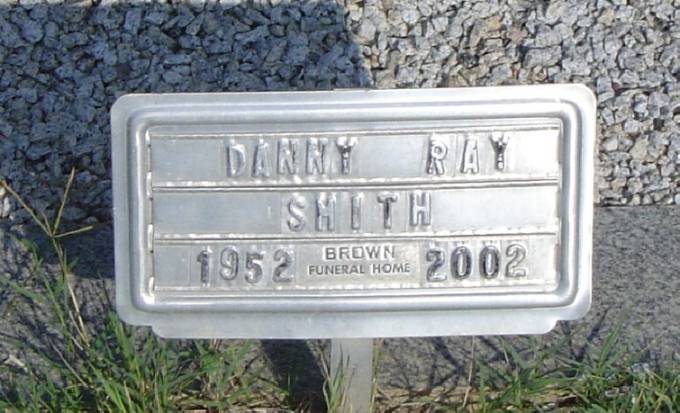 DANNY RAY
SMITH
1952 BROWN FUNERAL HOME 2002